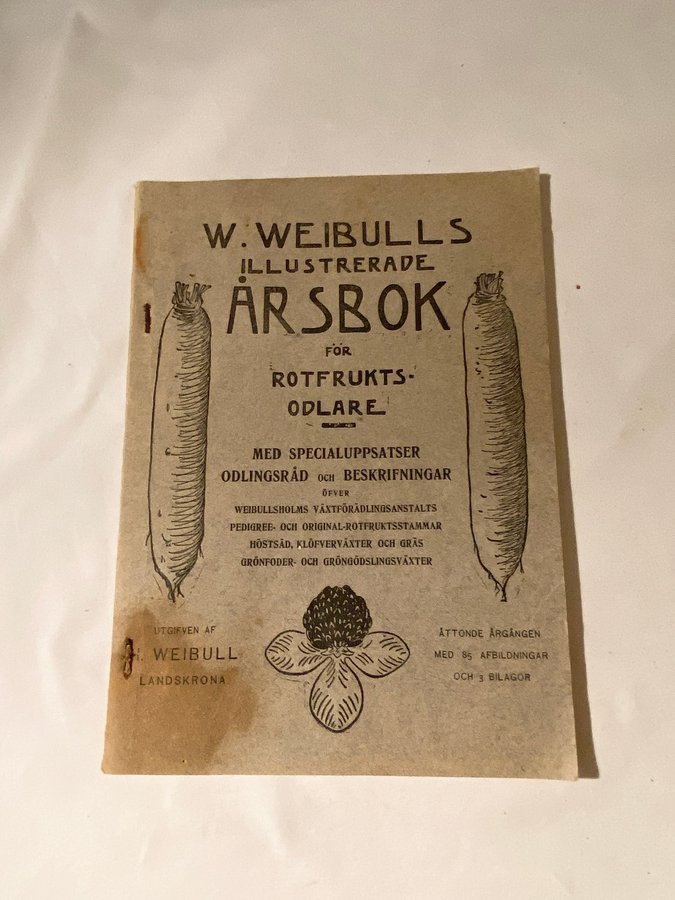 W. WEIBULLS
ILLUSTRERADE
ÅRSBOK
FÖR
ROTFRUKTS-
ODLARE
MED SPECIALUPPSATSER
ODLINGSRÅD OCH BESKRIFNINGAR
ÖFVER
WEIBULLSHOLMS VÄXTFÖRÄDLINGSANSTALTS
PEDIGREE- OCH ORIGINAL-ROTFRUKTSSTAMMAR
HÖSTSÄD, KLÖFVERVÄXTER OCH GRÄS
GRÖNFODER- OCH GRÖNGÖDSLINGSVÄXTER
UTGIFVEN AF
WEIBULL
LANDSKRONA
ÅTTONDE ÅRGÅNGEN
MED 85 AFBILDNINGAR
OCH 3 BILAGOR